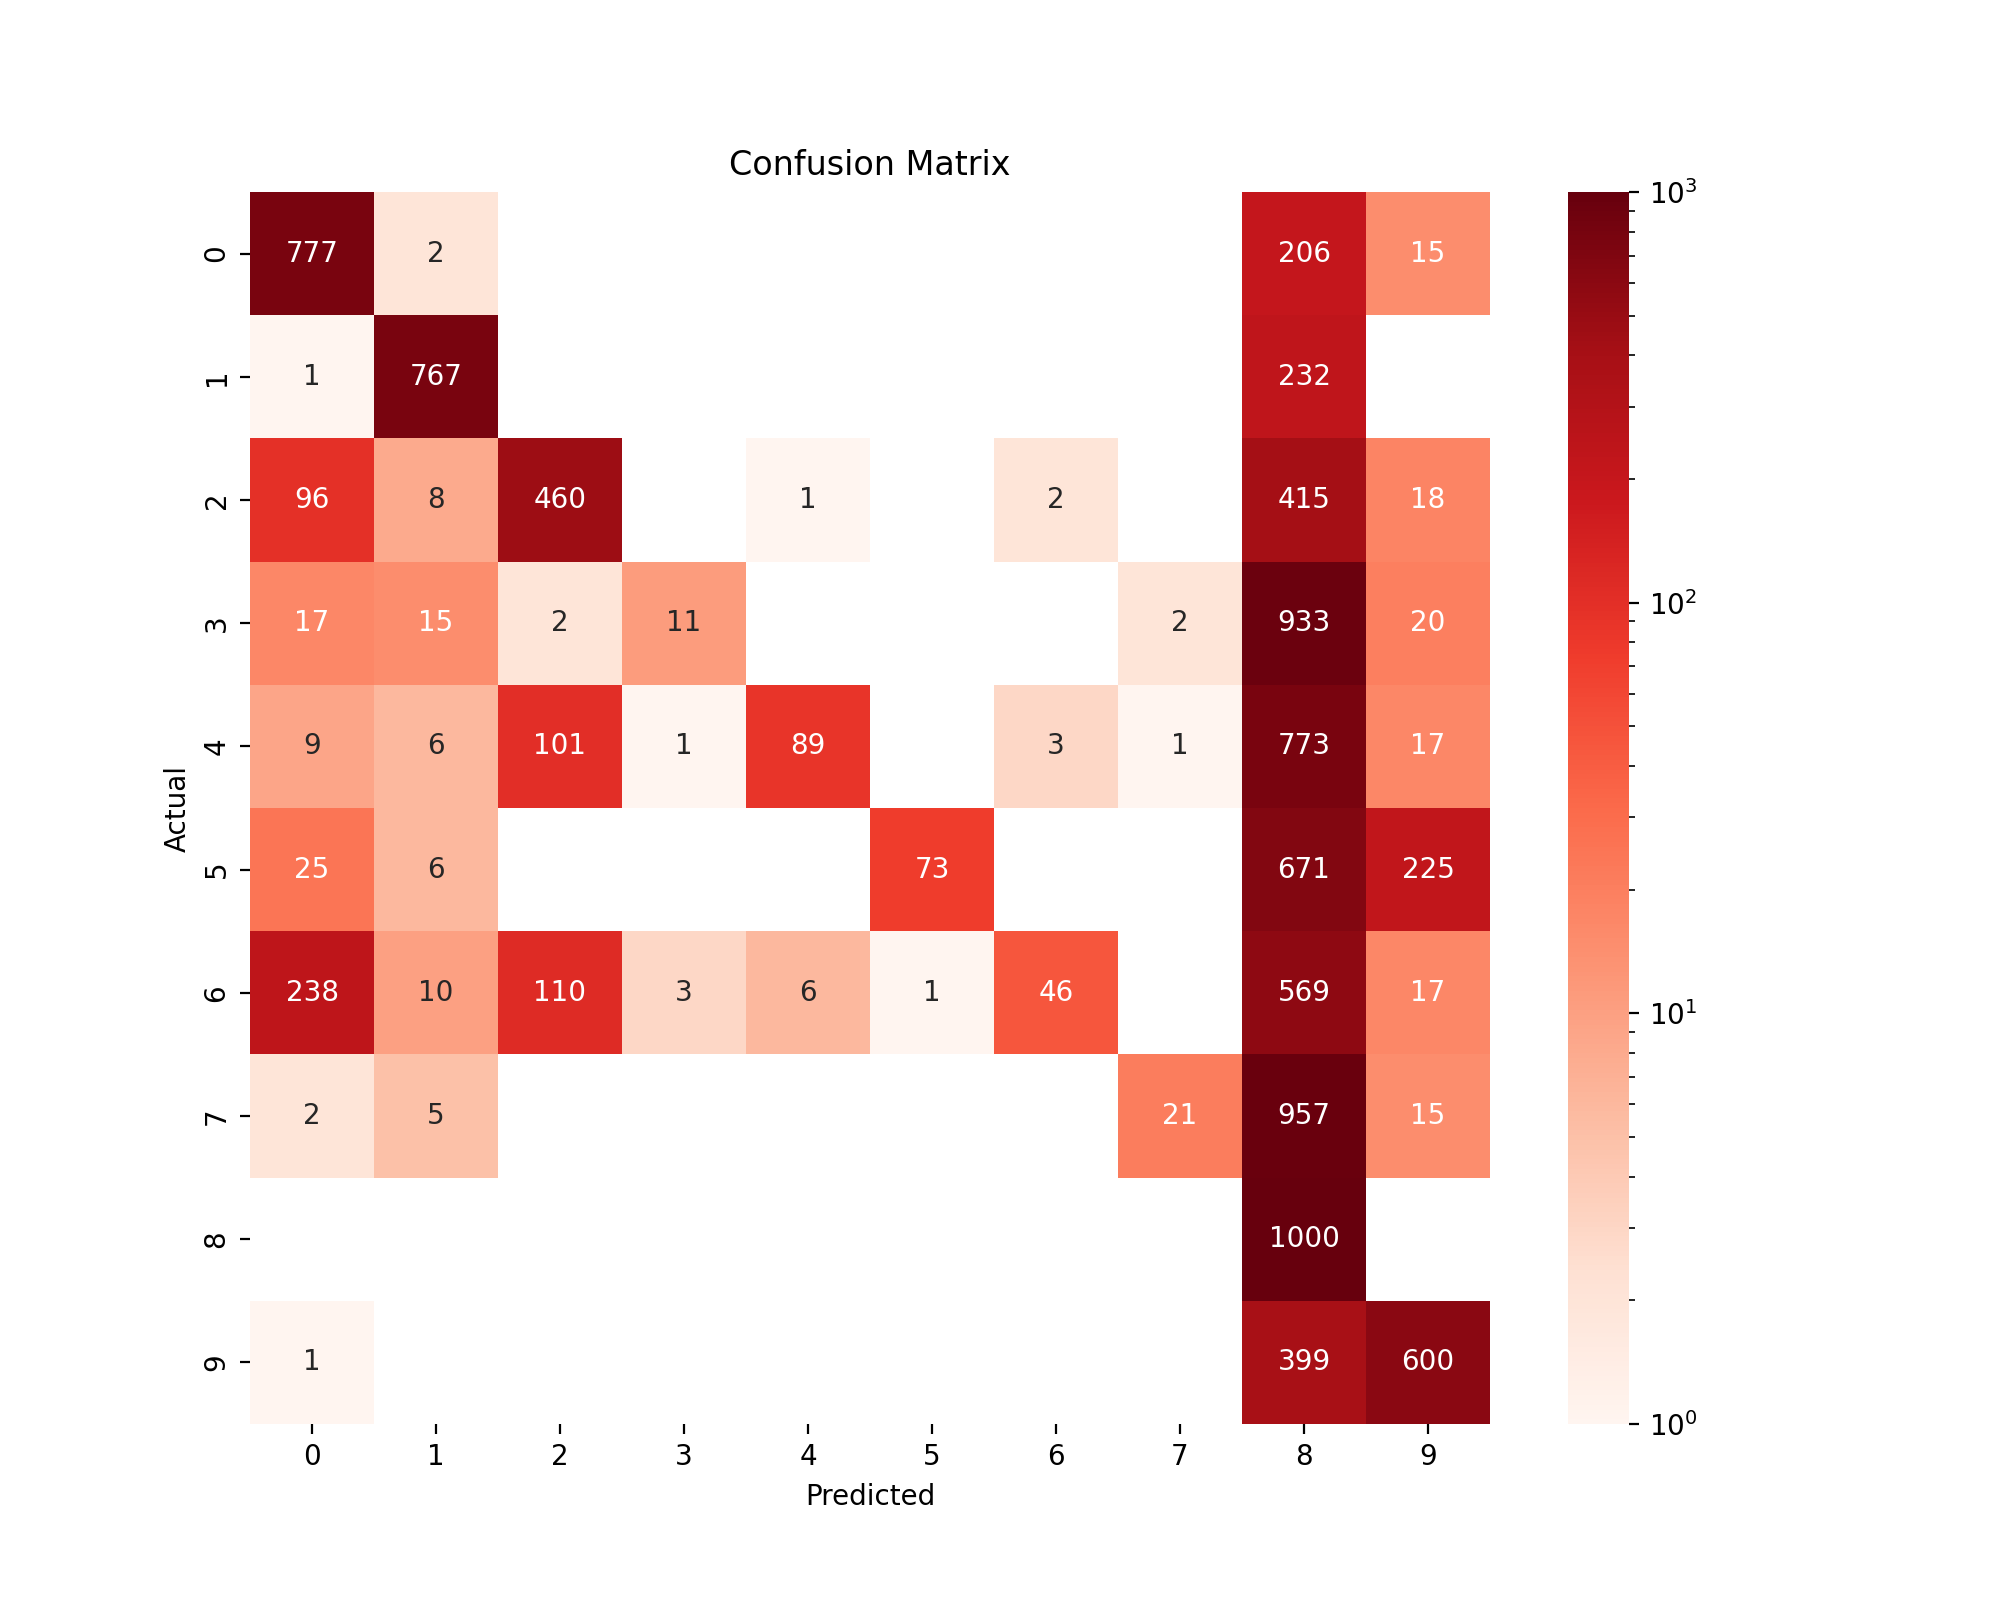 Confusion Matrix
0 777 2 206 15
1 1 767 232
2 96 8 460 1 2 415 18
3 17 15 2 11 2 933 20
4 9 6 101 1 89 3 1 773 17
5 25 6 73 671 225
6 238 10 110 3 6 1 46 569 17
7 2 5 21 957 15
8 1000
9 1 399 600
0 1 2 3 4 5 6 7 8 9
Predicted
Actual
10³
10²
10¹
10⁰